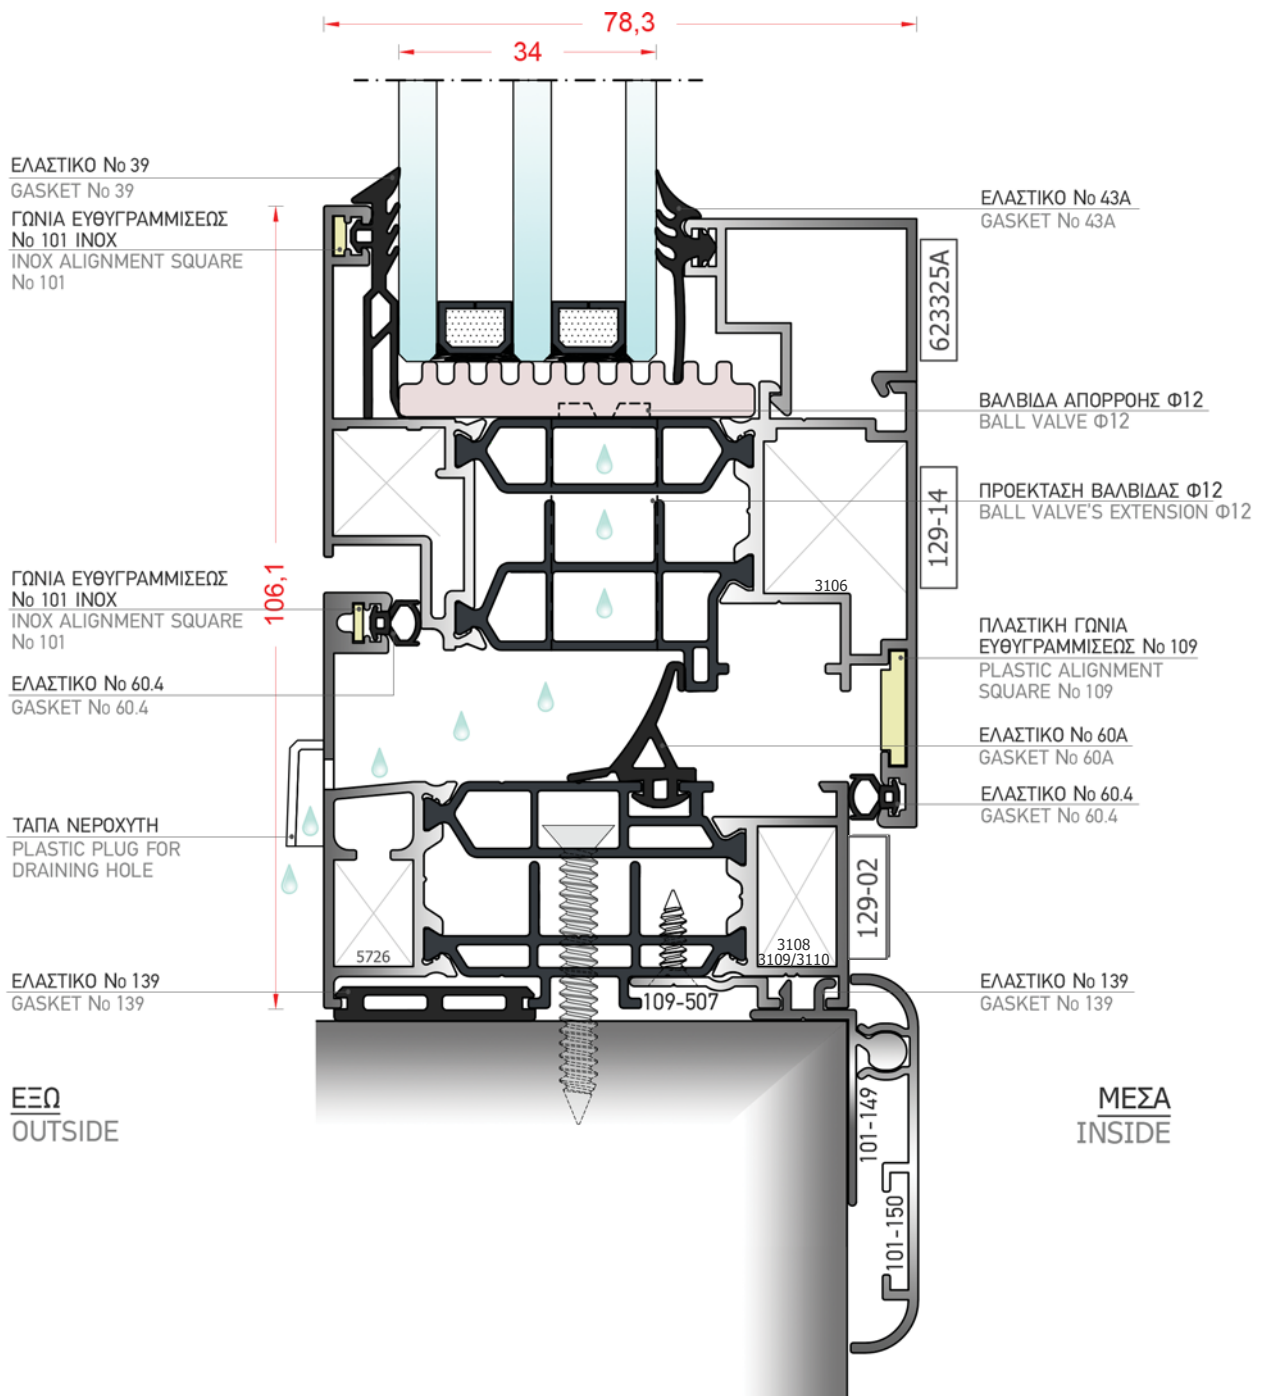 78,3
34
ΕΛΑΣΤΙΚΟ Νο 39
GASKET No 39
ΓΩΝΙΑ ΕΥΘΥΓΡΑΜΜΙΣΕΩΣ
Νο 101 INOX
INOX ALIGNMENT SQUARE
No 101
106,1
ΓΩΝΙΑ ΕΥΘΥΓΡΑΜΜΙΣΕΩΣ
Νο 101 INOX
INOX ALIGNMENT SQUARE
No 101
ΕΛΑΣΤΙΚΟ Νο 60.4
GASKET No 60.4
ΤΑΠΑ ΝΕΡΟΧΥΤΗ
PLASTIC PLUG FOR
DRAINING HOLE
ΕΛΑΣΤΙΚΟ Νο 139
GASKET No 139
ΕΞΩ
OUTSIDE
ΕΛΑΣΤΙΚΟ Νο 43Α
GASKET No 43A
623325A
ΒΑΛΒΙΔΑ ΑΠΟΡΡΟΗΣ Φ12
BALL VALVE Φ12
ΠΡΟΕΚΤΑΣΗ ΒΑΛΒΙΔΑΣ Φ12
BALL VALVE'S EXTENSION Φ12
129-14
3106
ΠΛΑΣΤΙΚΗ ΓΩΝΙΑ
ΕΥΘΥΓΡΑΜΜΙΣΕΩΣ Νο 109
PLASTIC ALIGNMENT
SQUARE No 109
ΕΛΑΣΤΙΚΟ Νο 60Α
GASKET No 60A
ΕΛΑΣΤΙΚΟ Νο 60.4
GASKET No 60.4
129-02
5726
3108
3109/3110
109-507
ΕΛΑΣΤΙΚΟ Νο 139
GASKET No 139
101-149
101-150
ΜΕΣΑ
INSIDE